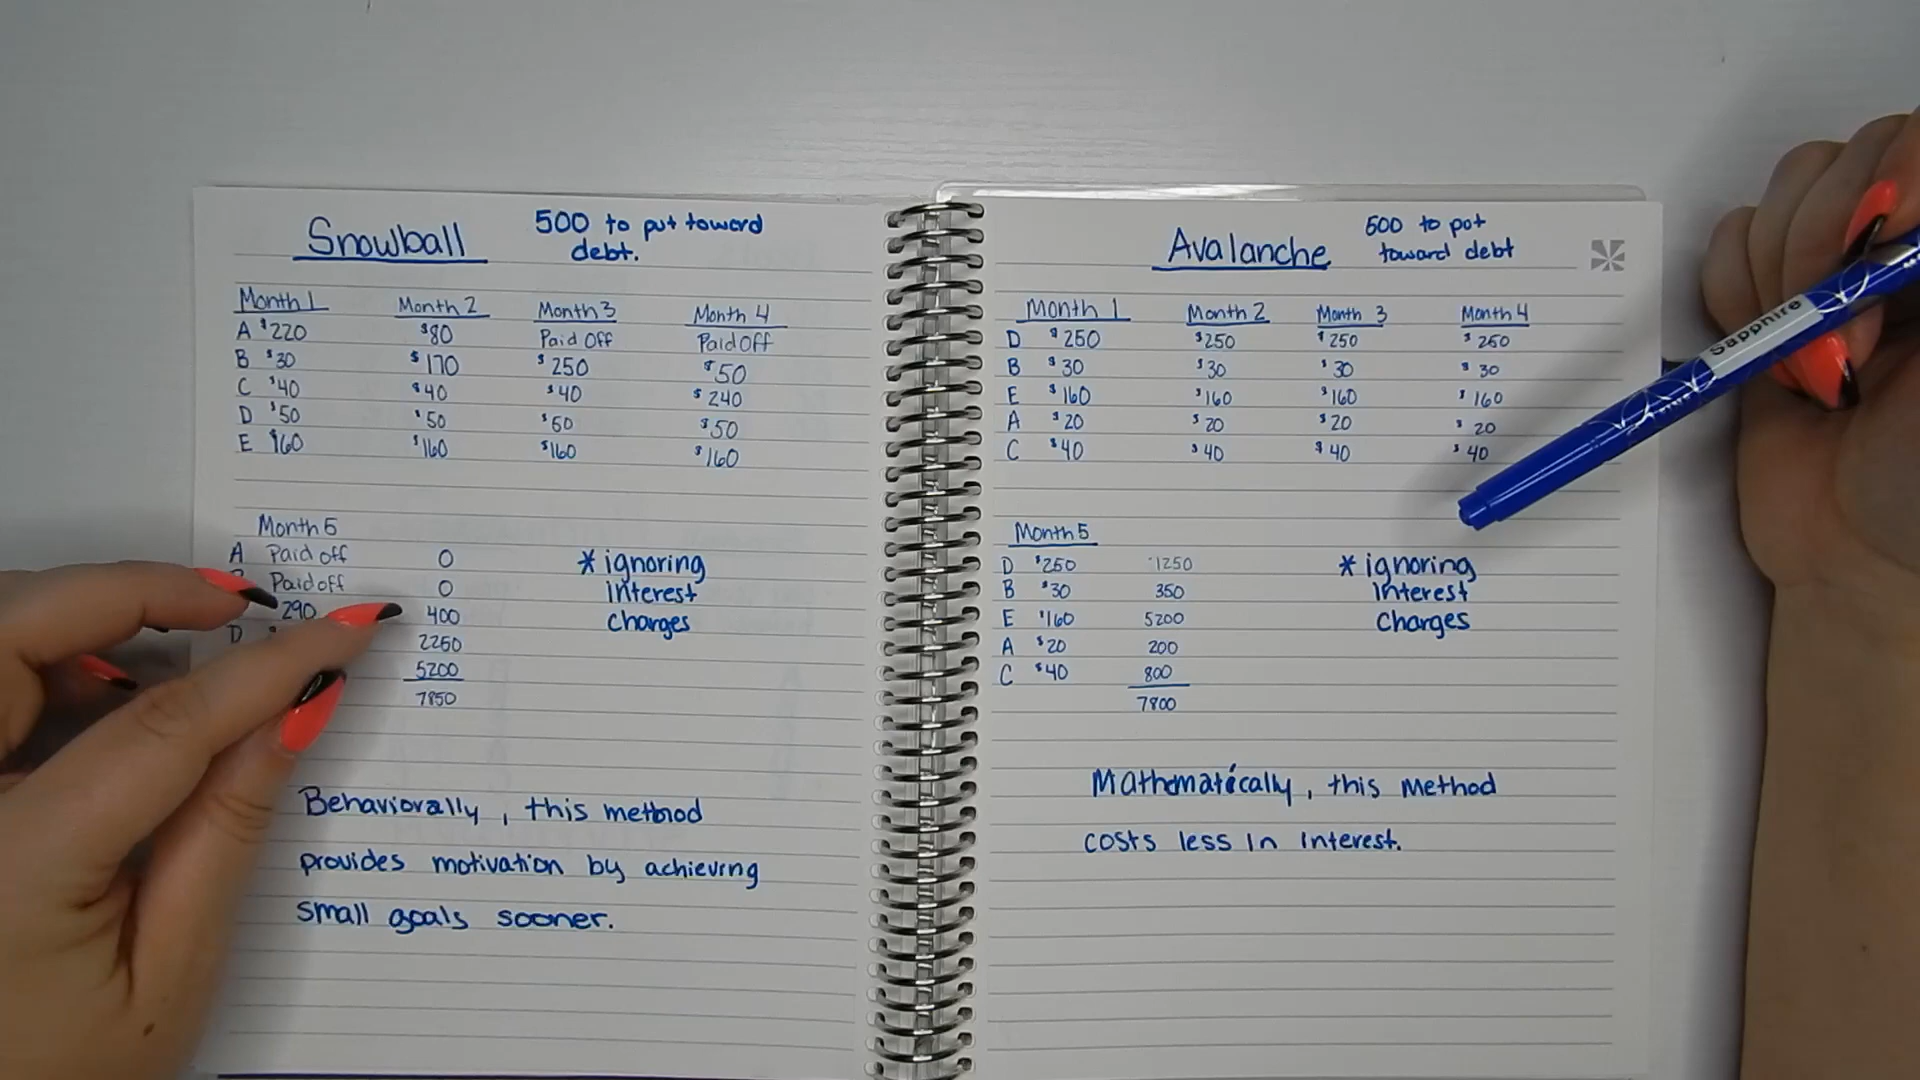 Snowball
500 to put toward
debt.
Month 1 Month 2 Month 3 Month 4
A $220 $80 Paid Off Paid Off
B $30 $170 $250 $50
C $40 $40 $40 $240
D $50 $50 $50 $50
E $160 $160 $160 $160
Month 5
A Paid off 0
Paid off 0
290 400
D 2250
5200
7850
* ignoring
interest
charges
Behaviorally, this method
provides motivation by achieving
small goals sooner.
Avalanche
500 to put
toward debt
Month 1 Month 2 Month 3 Month 4
D $250 $250 $250 $250
B $30 $30 $30 $30
E $160 $160 $160 $160
A $20 $20 $20 $20
C $40 $40 $40 $40
Month 5
D $250 1250
B $30 350
E $160 5200
A $20 200
C $40 800
7800
* ignoring
interest
charges
Mathematically, this method
costs less in interest.
Sapphire